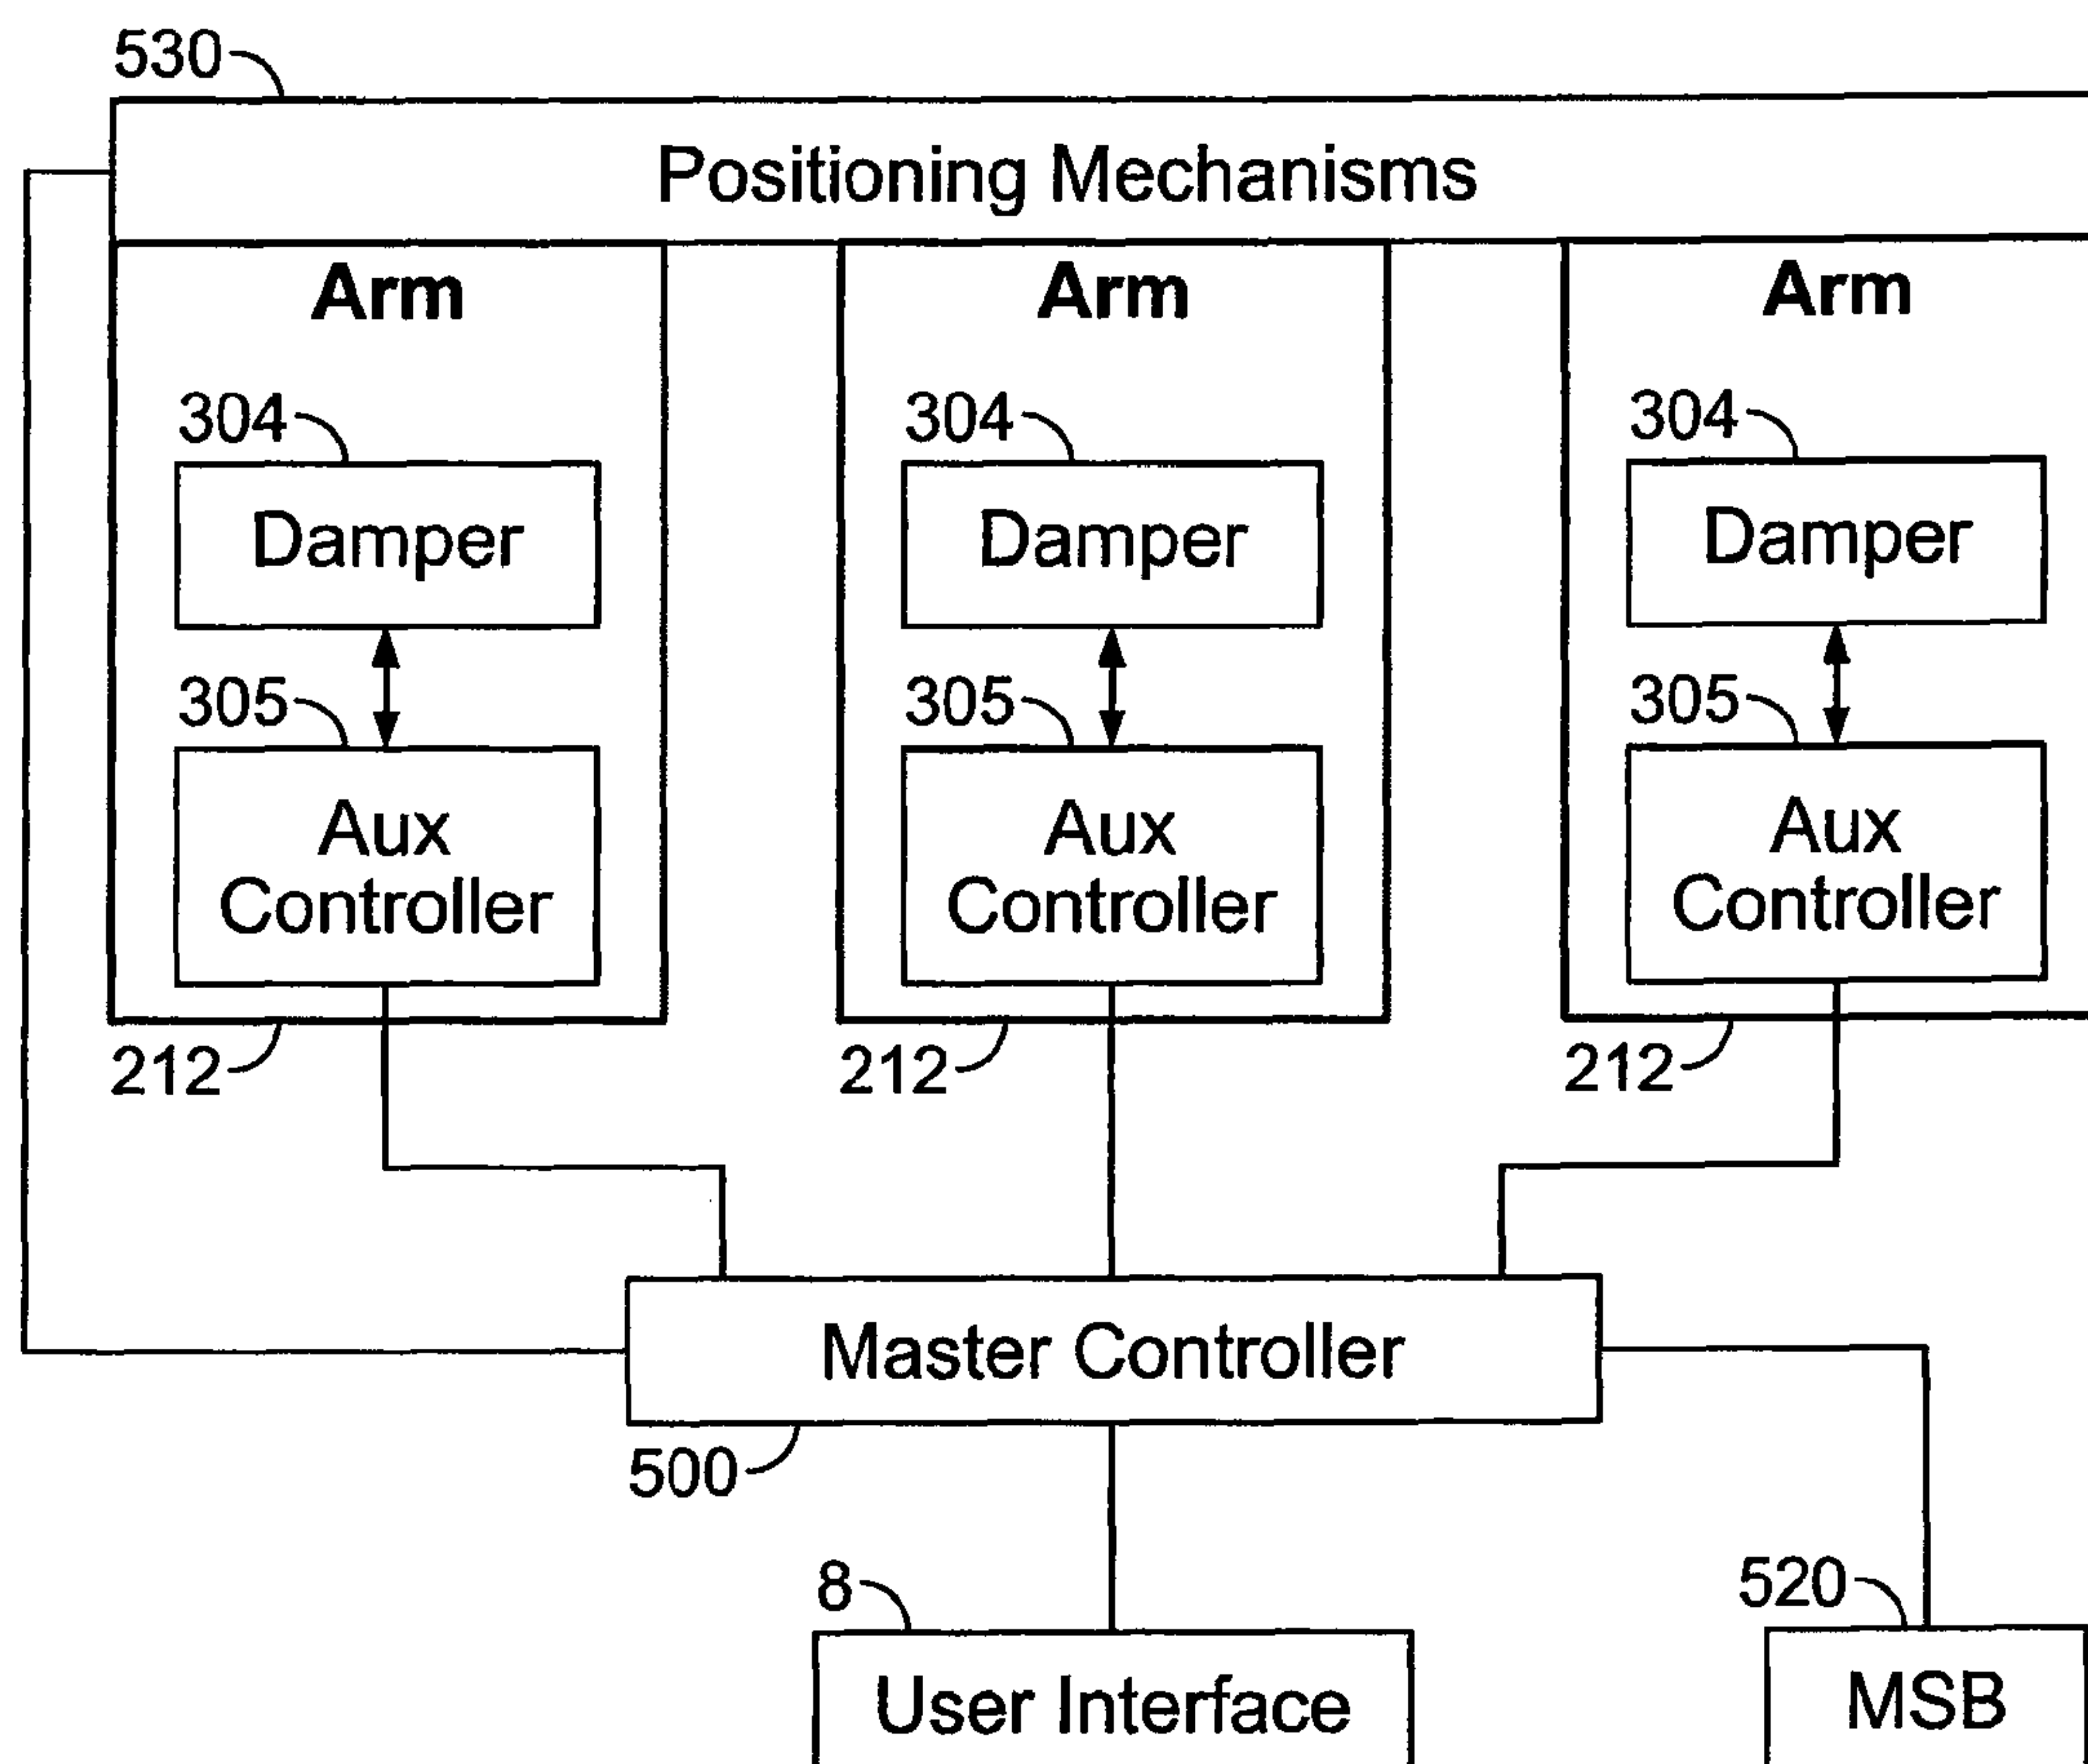 530
Positioning Mechanisms
Arm
Arm
Arm
304
304
304
Damper
Damper
Damper
305
305
305
Aux
Controller
Aux
Controller
Aux
Controller
212
212
212
Master Controller
500
8
520
User Interface
MSB